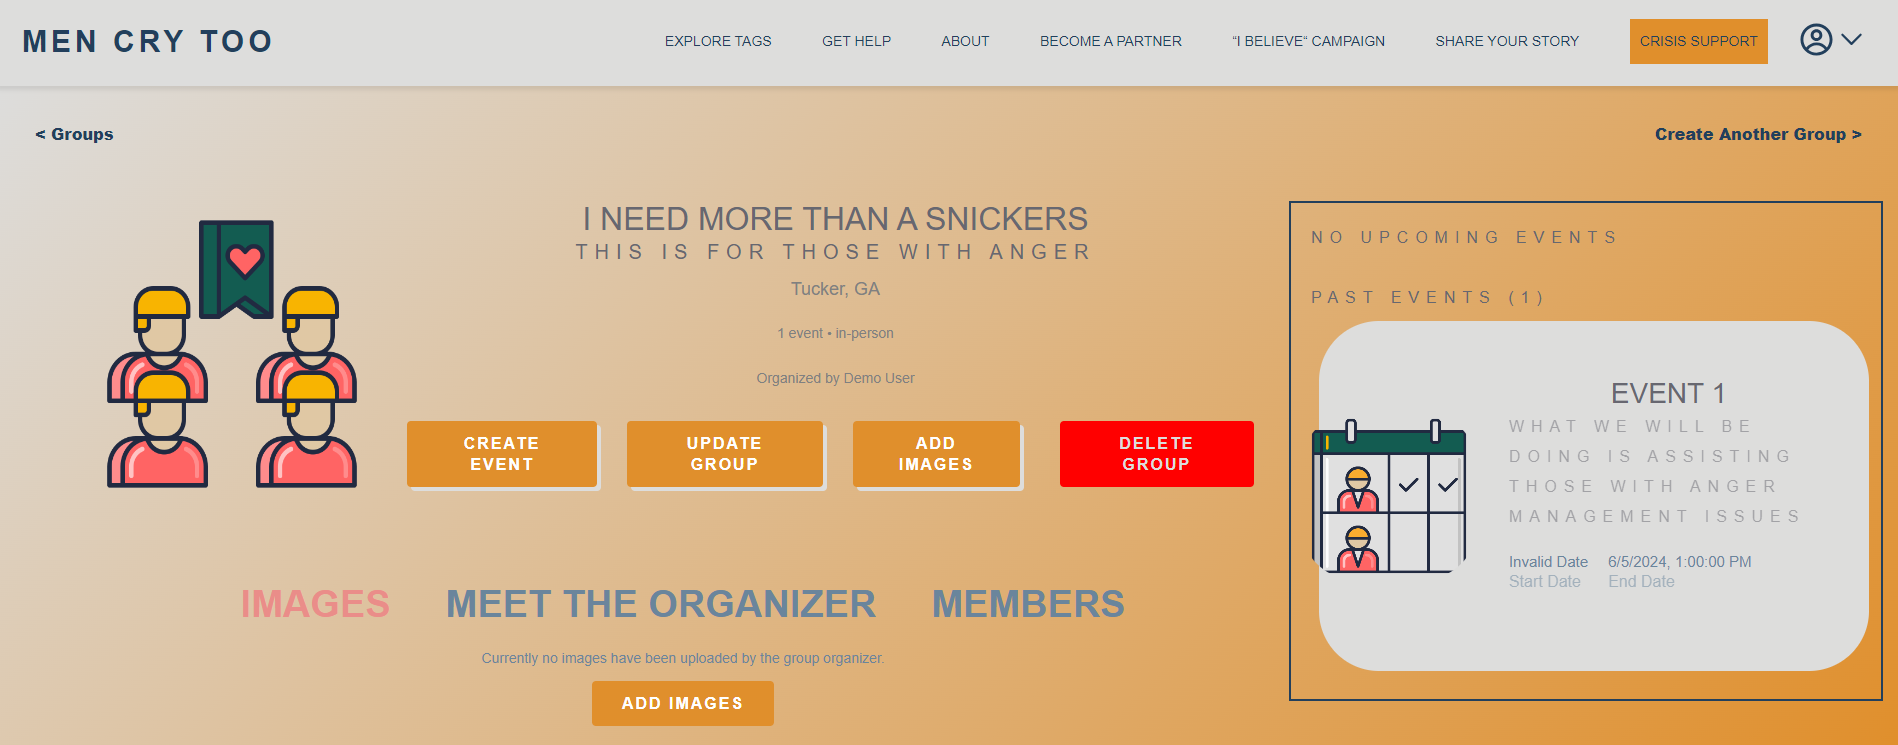 MEN CRY TOO
EXPLORE TAGS
GET HELP
ABOUT
BECOME A PARTNER
“I BELIEVE“ CAMPAIGN
SHARE YOUR STORY
CRISIS SUPPORT
< Groups
Create Another Group >
I NEED MORE THAN A SNICKERS
THIS IS FOR THOSE WITH ANGER
Tucker, GA
1 event • in-person
Organized by Demo User
CREATE
EVENT
UPDATE
GROUP
ADD
IMAGES
DELETE
GROUP
IMAGES
MEET THE ORGANIZER
MEMBERS
Currently no images have been uploaded by the group organizer.
ADD IMAGES
NO UPCOMING EVENTS
PAST EVENTS (1)
EVENT 1
WHAT WE WILL BE
DOING IS ASSISTING
THOSE WITH ANGER
MANAGEMENT ISSUES
Invalid Date 6/5/2024, 1:00:00 PM
Start Date End Date